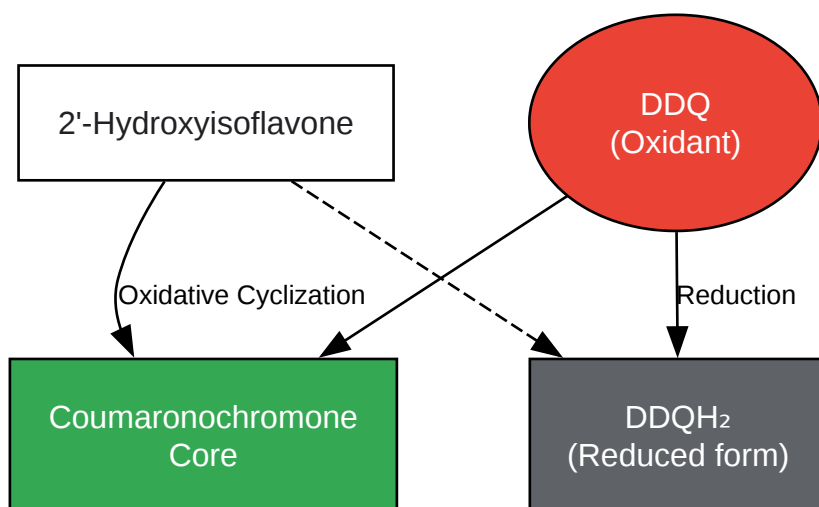 2'-Hydroxyisoflavone
DDQ
(Oxidant)
Oxidative Cyclization
Reduction
Coumaronochromone
Core
DDQH₂
(Reduced form)